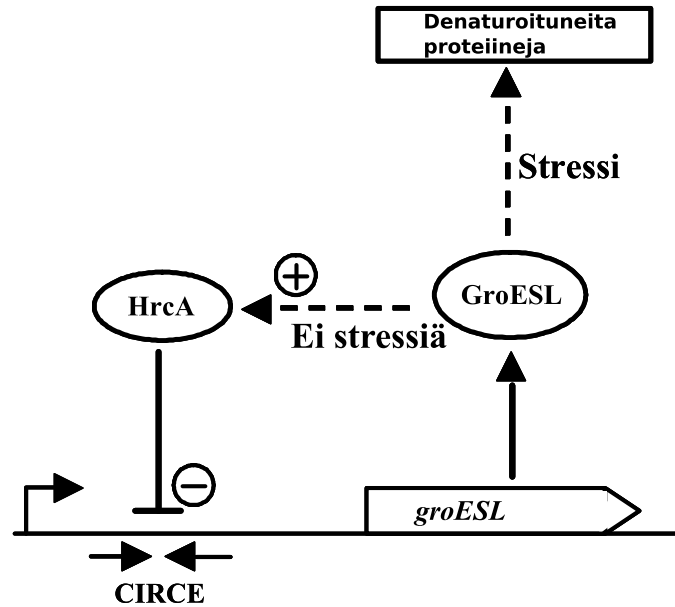 Denaturoituneita
proteiineja
Stressi
+
HrcA
GroESL
Ei stressiä
−
groESL
CIRCE